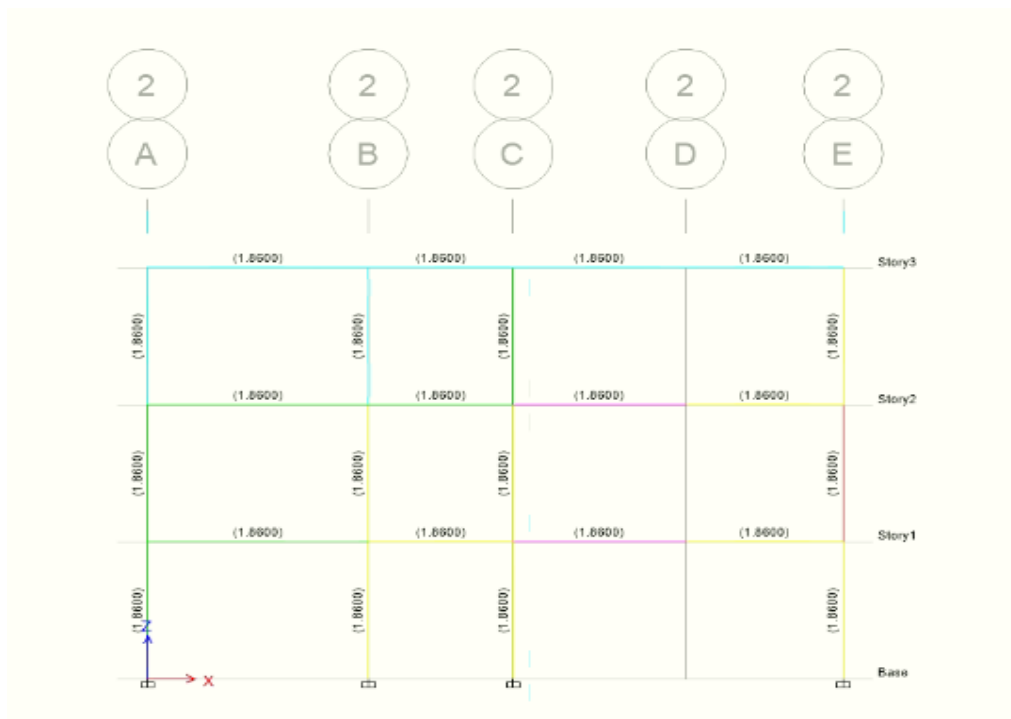 2 2 2 2 2
A B C D E
(1.8600) (1.8600) (1.8600) (1.8600) Story3
(1.8600) (1.8600) (1.8600) (1.8600)
(1.8600) (1.8600) (1.8600) (1.8600) Story2
(1.8600) (1.8600) (1.8600) (1.8600)
(1.8600) (1.8600) (1.8600) (1.8600) Story1
(1.8600) (1.8600) (1.8600) (1.8600)
Z
X Base